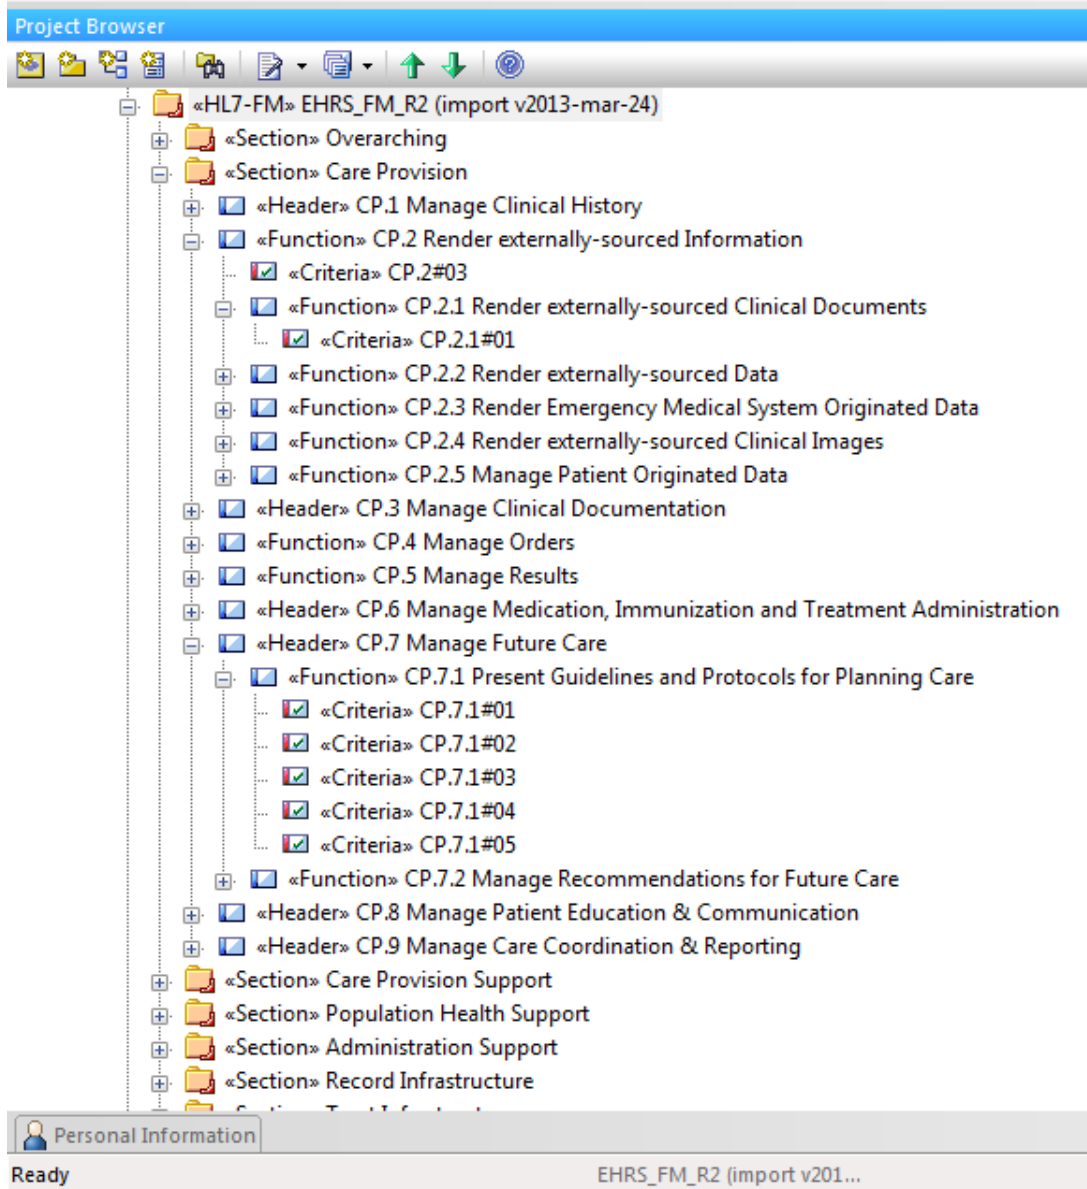 Project Browser
«HL7-FM» EHRS_FM_R2 (import v2013-mar-24)
«Section» Overarching
«Section» Care Provision
«Header» CP.1 Manage Clinical History
«Function» CP.2 Render externally-sourced Information
«Criteria» CP.2#03
«Function» CP.2.1 Render externally-sourced Clinical Documents
«Criteria» CP.2.1#01
«Function» CP.2.2 Render externally-sourced Data
«Function» CP.2.3 Render Emergency Medical System Originated Data
«Function» CP.2.4 Render externally-sourced Clinical Images
«Function» CP.2.5 Manage Patient Originated Data
«Header» CP.3 Manage Clinical Documentation
«Function» CP.4 Manage Orders
«Function» CP.5 Manage Results
«Header» CP.6 Manage Medication, Immunization and Treatment Administration
«Header» CP.7 Manage Future Care
«Function» CP.7.1 Present Guidelines and Protocols for Planning Care
«Criteria» CP.7.1#01
«Criteria» CP.7.1#02
«Criteria» CP.7.1#03
«Criteria» CP.7.1#04
«Criteria» CP.7.1#05
«Function» CP.7.2 Manage Recommendations for Future Care
«Header» CP.8 Manage Patient Education & Communication
«Header» CP.9 Manage Care Coordination & Reporting
«Section» Care Provision Support
«Section» Population Health Support
«Section» Administration Support
«Section» Record Infrastructure
Personal Information
Ready EHRS_FM_R2 (import v201...